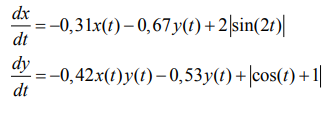 dx/dt = −0,31x(t) − 0,67y(t) + 2|sin(2t)|
dy/dt = −0,42x(t)y(t) − 0,53y(t) + |cos(t) + 1|